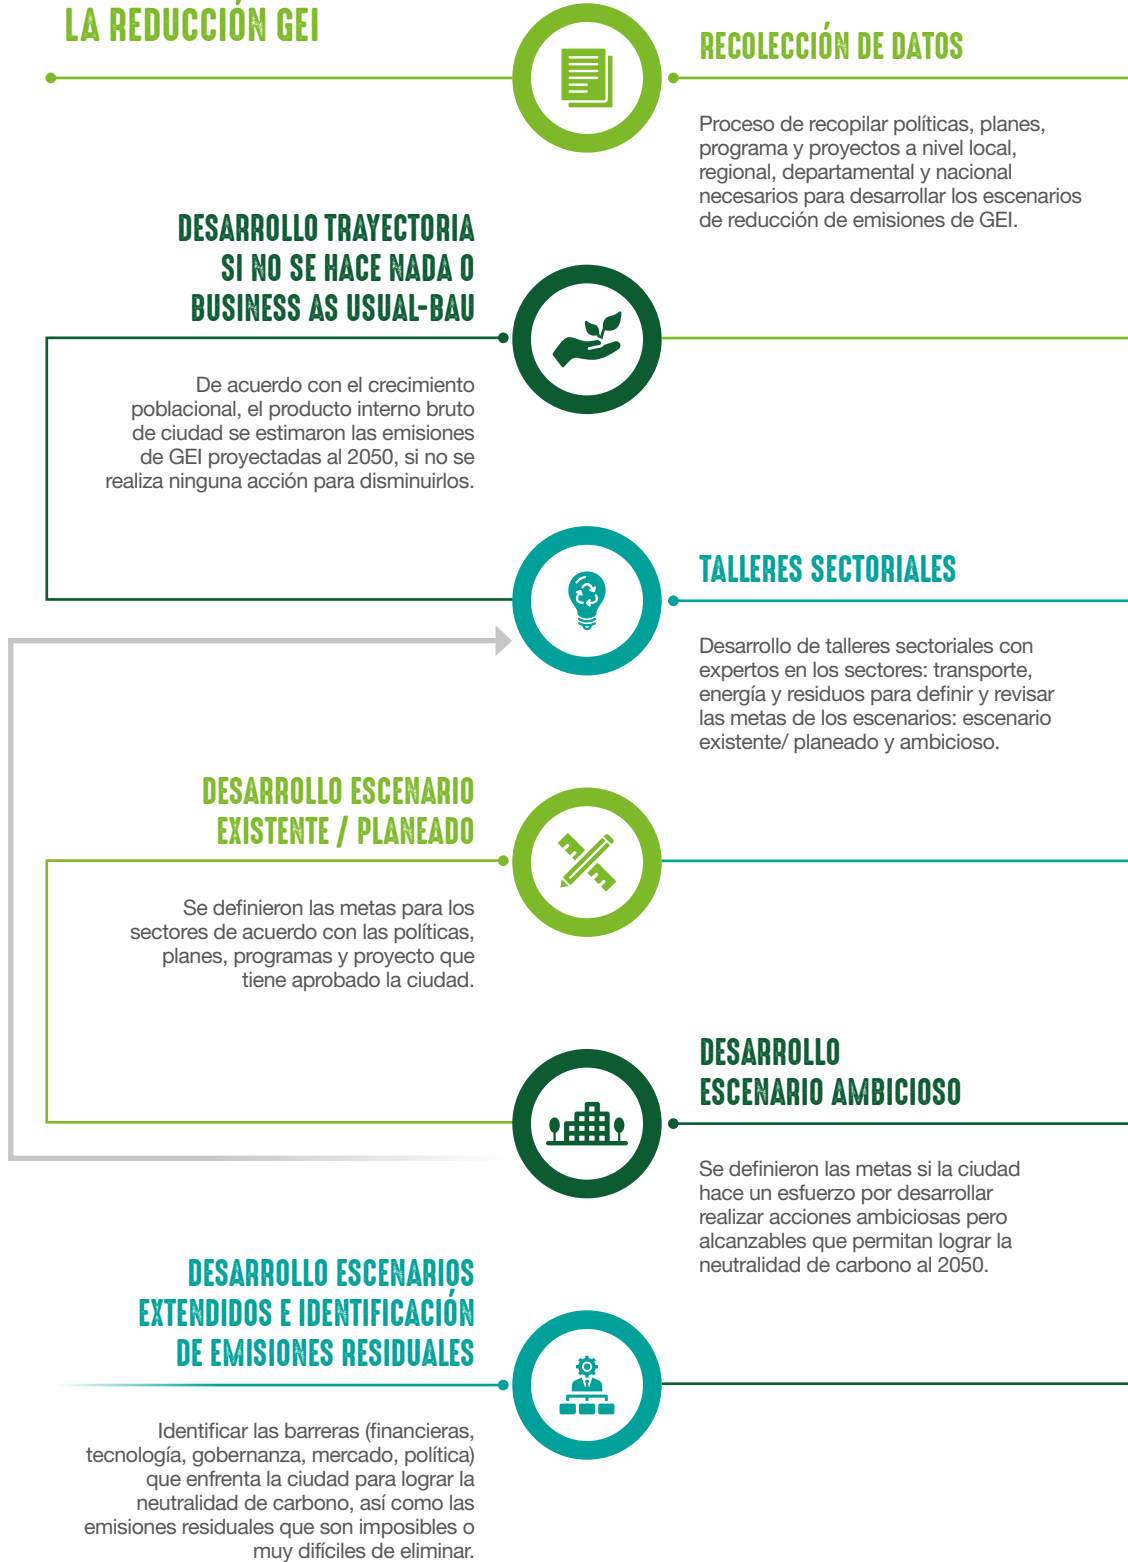 LA REDUCCIÓN GEI
RECOLECCIÓN DE DATOS
Proceso de recopilar políticas, planes,
programa y proyectos a nivel local,
regional, departamental y nacional
necesarios para desarrollar los escenarios
de reducción de emisiones de GEI.
DESARROLLO TRAYECTORIA
SI NO SE HACE NADA O
BUSINESS AS USUAL-BAU
De acuerdo con el crecimiento
poblacional, el producto interno bruto
de ciudad se estimaron las emisiones
de GEI proyectadas al 2050, si no se
realiza ninguna acción para disminuirlos.
TALLERES SECTORIALES
Desarrollo de talleres sectoriales con
expertos en los sectores: transporte,
energía y residuos para definir y revisar
las metas de los escenarios: escenario
existente/ planeado y ambicioso.
DESARROLLO ESCENARIO
EXISTENTE / PLANEADO
Se definieron las metas para los
sectores de acuerdo con las políticas,
planes, programas y proyecto que
tiene aprobado la ciudad.
DESARROLLO
ESCENARIO AMBICIOSO
Se definieron las metas si la ciudad
hace un esfuerzo por desarrollar
realizar acciones ambiciosas pero
alcanzables que permitan lograr la
neutralidad de carbono al 2050.
DESARROLLO ESCENARIOS
EXTENDIDOS E IDENTIFICACIÓN
DE EMISIONES RESIDUALES
Identificar las barreras (financieras,
tecnología, gobernanza, mercado, política)
que enfrenta la ciudad para lograr la
neutralidad de carbono, así como las
emisiones residuales que son imposibles o
muy difíciles de eliminar.